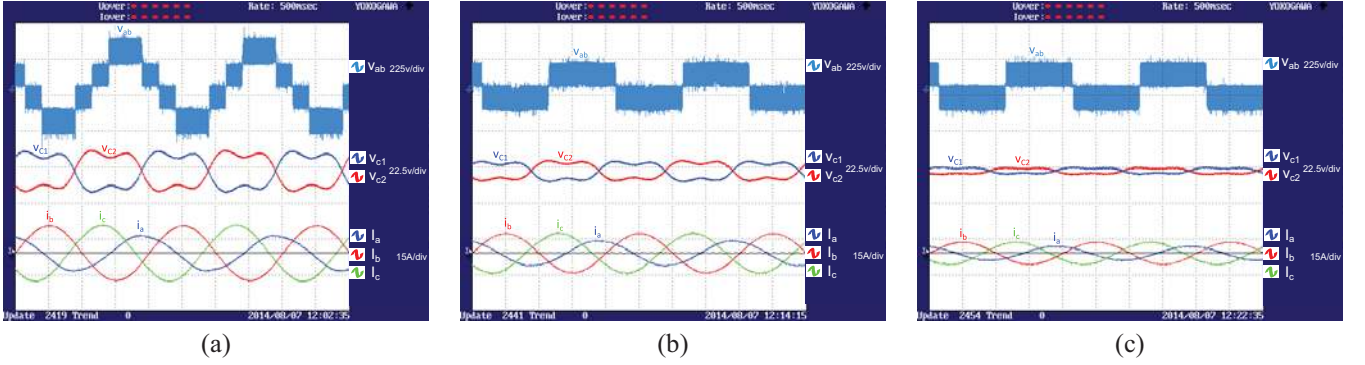 Uover: Rate: 500msec YOKOGAWA
Iover:
vab
Vab 225v/div
vC1 vC2
Vc1
Vc2 22.5v/div
ib ic ia
Ia
Ib 15A/div
Ic
Update 2419 Trend 0 2014/08/07 12:02:35
(a)
Uover: Rate: 500msec YOKOGAWA
Iover:
vab
Vab 225v/div
vC1 vC2
Vc1
Vc2 22.5v/div
ib ic ia
Ia
Ib 15A/div
Ic
Update 2441 Trend 0 2014/08/07 12:14:15
(b)
Uover: Rate: 500msec YOKOGAWA
Iover:
vab
Vab 225v/div
vC1 vC2
Vc1
Vc2 22.5v/div
ib ic ia
Ia
Ib 15A/div
Ic
Update 2454 Trend 0 2014/08/07 12:22:35
(c)